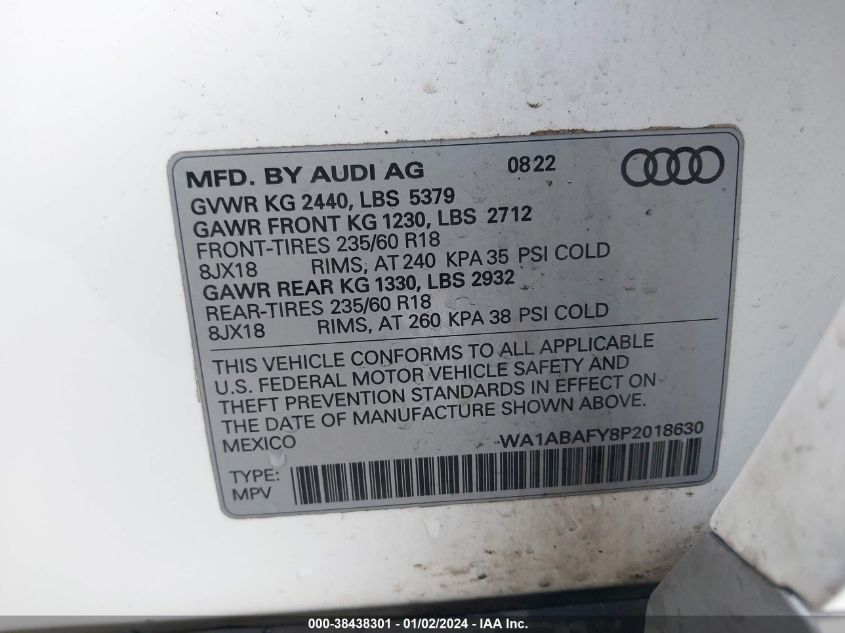 MFD. BY AUDI AG 0822
GVWR KG 2440, LBS 5379
GAWR FRONT KG 1230, LBS 2712
FRONT-TIRES 235/60 R18
8JX18 RIMS, AT 240 KPA 35 PSI COLD
GAWR REAR KG 1330, LBS 2932
REAR-TIRES 235/60 R18
8JX18 RIMS, AT 260 KPA 38 PSI COLD
THIS VEHICLE CONFORMS TO ALL APPLICABLE
U.S. FEDERAL MOTOR VEHICLE SAFETY AND
THEFT PREVENTION STANDARDS IN EFFECT ON
THE DATE OF MANUFACTURE SHOWN ABOVE.
MEXICO WA1ABAFY8P2018630
TYPE:
MPV
000-38438301 - 01/02/2024 - IAA Inc.